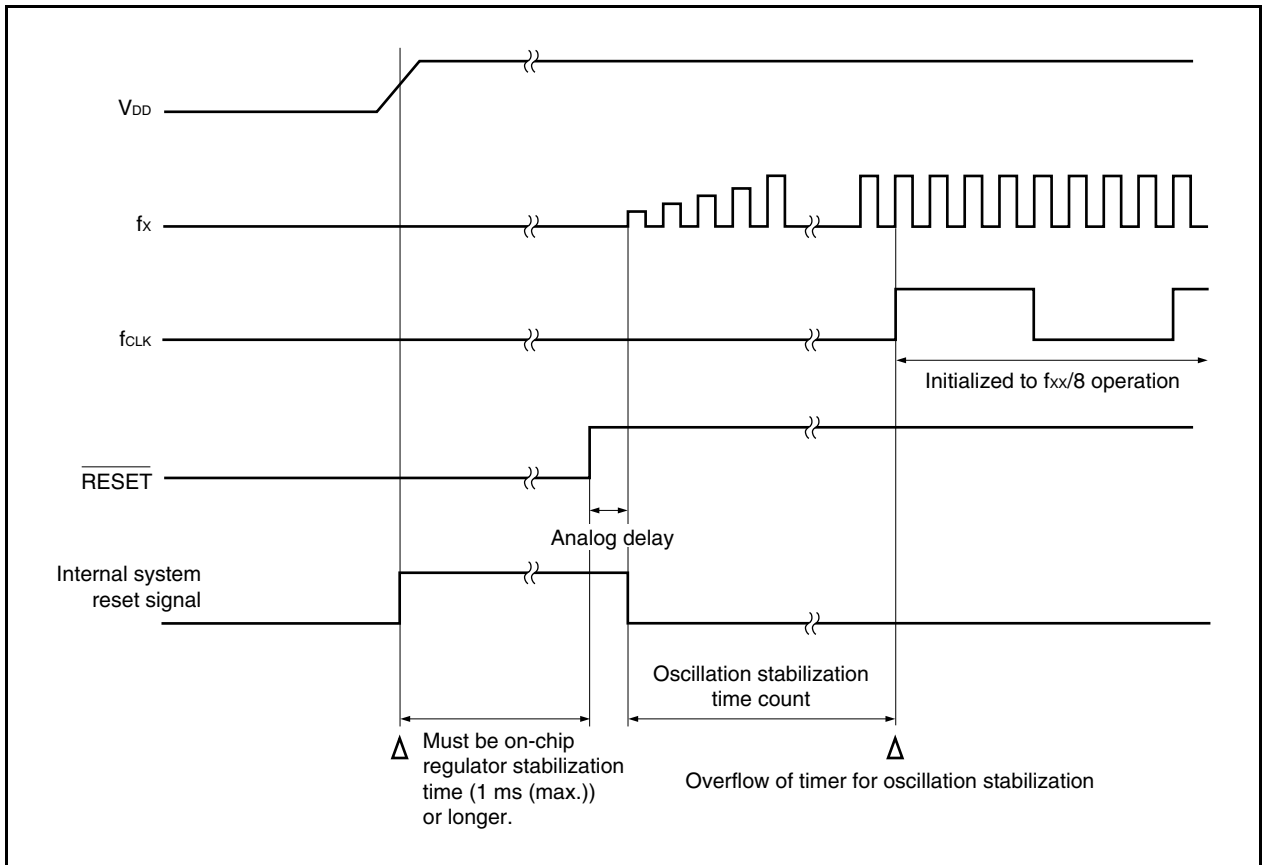 VDD
fX
fCLK
Initialized to fXX/8 operation
RESET
Analog delay
Internal system
reset signal
Oscillation stabilization
time count
Must be on-chip
regulator stabilization
time (1 ms (max.))
or longer.
Overflow of timer for oscillation stabilization